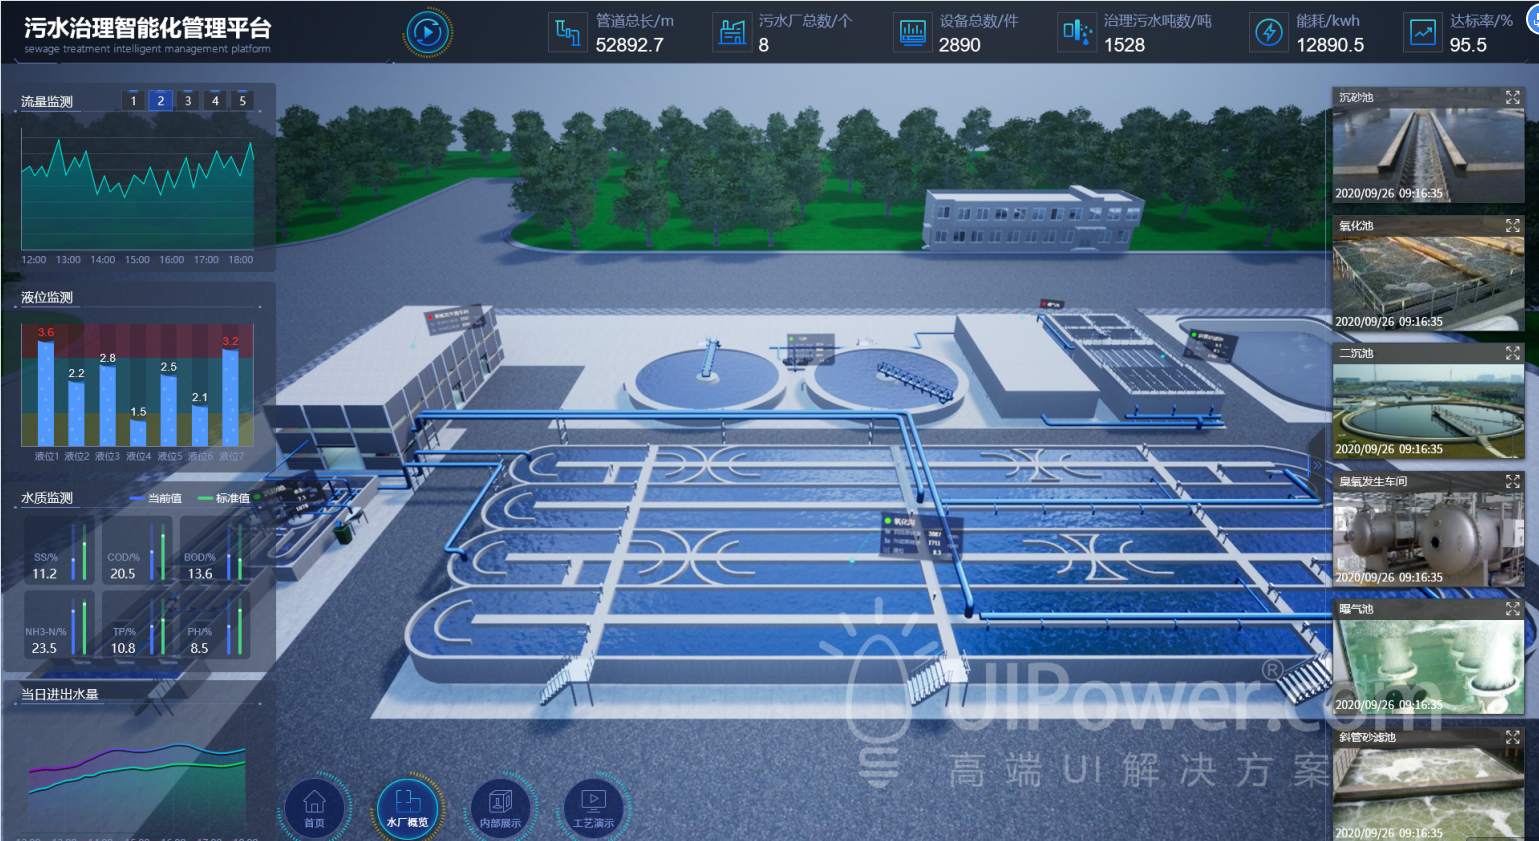 污水治理智能化管理平台
sewage treatment intelligent management platform
管道总长/m
52892.7
污水厂总数/个
8
设备总数/件
2890
治理污水吨数/吨
1528
能耗/kwh
12890.5
达标率/%
95.5
流量监测
1 2 3 4 5
12:00 13:00 14:00 15:00 16:00 17:00 18:00
液位监测
3.6 2.2 2.8 1.5 2.5 2.1 3.2
液位1 液位2 液位3 液位4 液位5 液位6 液位7
水质监测
当前值 标准值
SS/%
11.2
COD/%
20.5
BOD/%
13.6
NH3-N/%
23.5
TP/%
10.8
PH/%
8.5
当日进出水量
氧化沟
2087
1711
8.3
首页
水厂概览
内部展示
工艺演示
沉砂池
2020/09/26 09:16:35
氧化池
2020/09/26 09:16:35
二沉池
2020/09/26 09:16:35
臭氧发生车间
2020/09/26 09:16:35
曝气池
2020/09/26 09:16:35
斜管砂滤池
2020/09/26 09:16:35
UIPower.com
®
高端UI解决方案